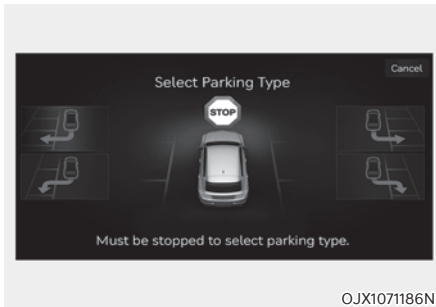 Cancel
Select Parking Type
STOP
Must be stopped to select parking type.
OJX1071186N